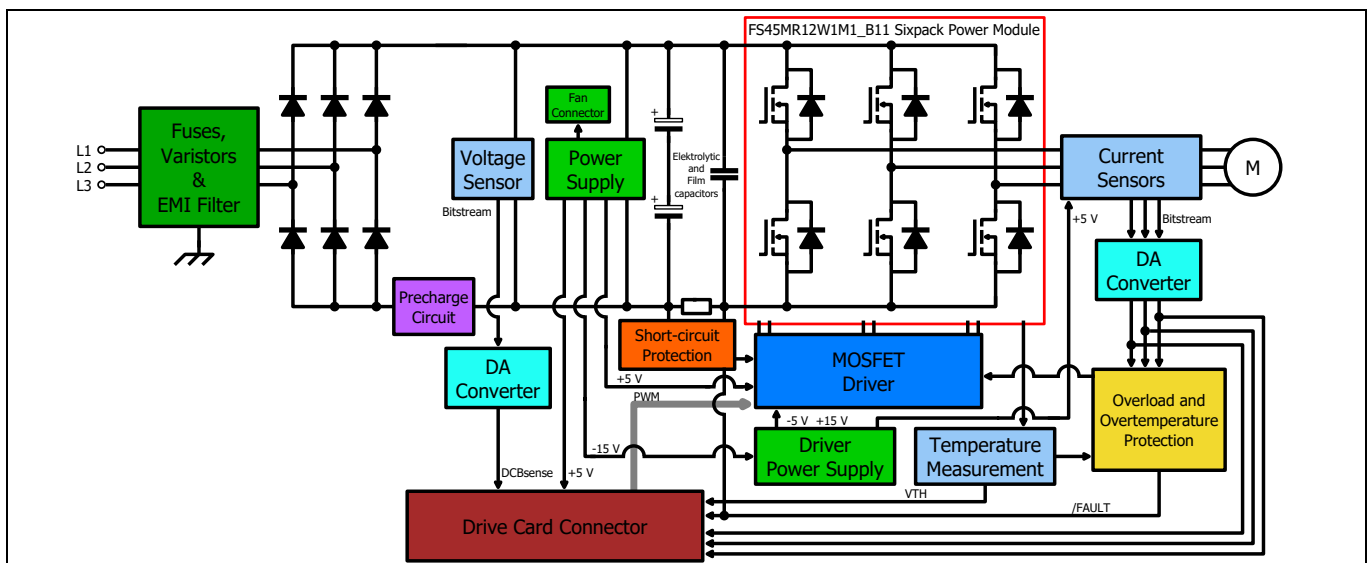 FS45MR12W1M1_B11 Sixpack Power Module
Fuses,
Varistors
&
EMI Filter
L1
L2
L3
Fan
Connector
Voltage
Sensor
Power
Supply
+
+
Elektrolytic
and
Film
capacitors
Current
Sensors
M
Bitstream
+5 V
Bitstream
DA
Converter
Precharge
Circuit
Short-circuit
Protection
MOSFET
Driver
DA
Converter
+5 V
PWM
Overload and
Overtemperature
Protection
-5 V +15 V
-15 V
Driver
Power Supply
Temperature
Measurement
DCBsense
+5 V
VTH
/FAULT
Drive Card Connector